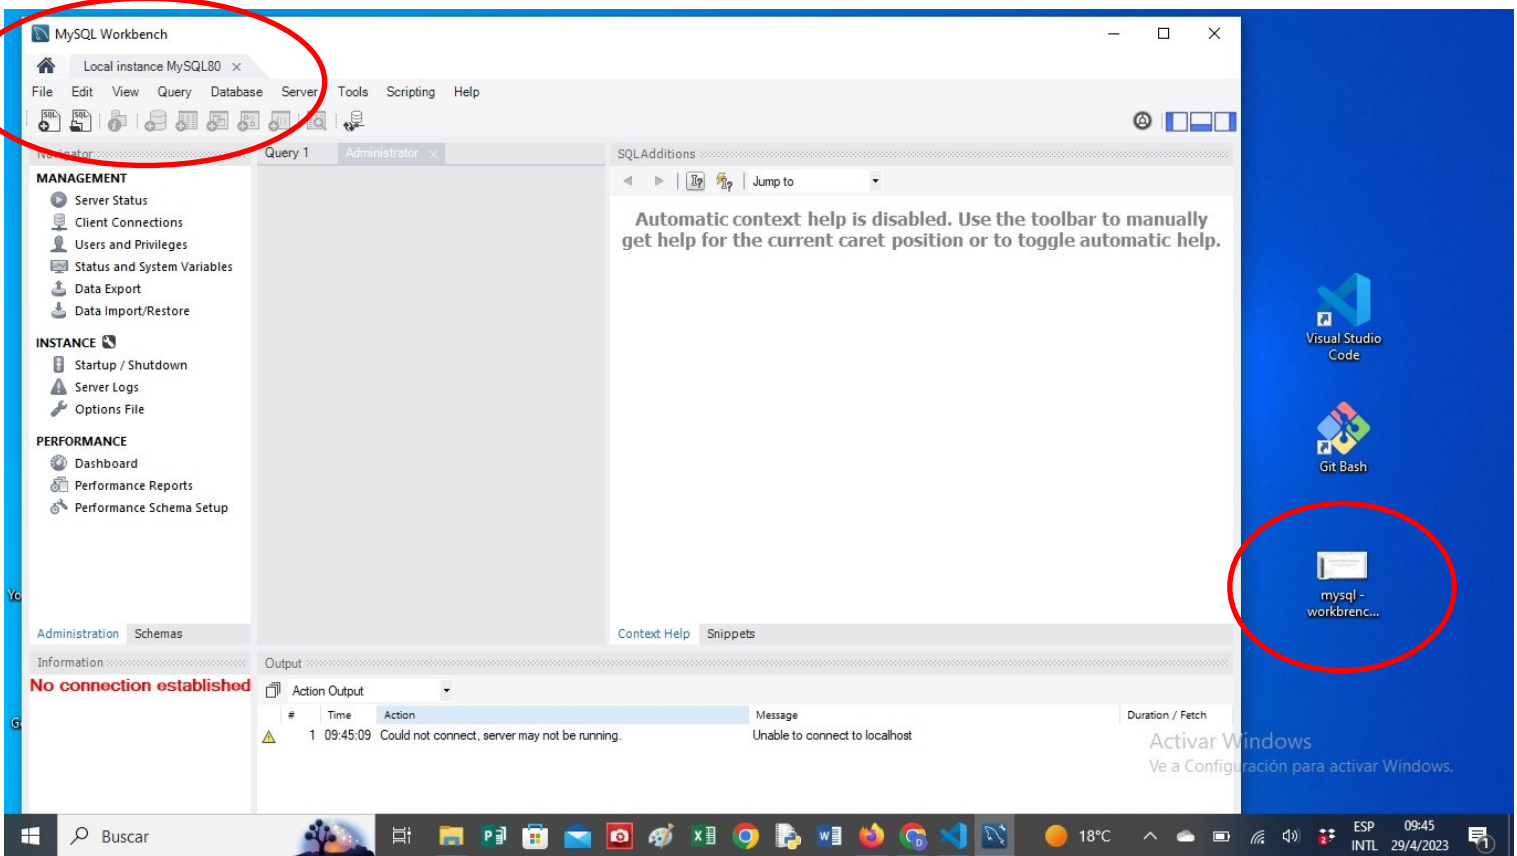 MySQL Workbench
Local instance MySQL80
File Edit View Query Database Server Tools Scripting Help
Navigator
Query 1 Administrator
SQLAdditions
Jump to
MANAGEMENT
Server Status
Client Connections
Users and Privileges
Status and System Variables
Data Export
Data Import/Restore
INSTANCE
Startup / Shutdown
Server Logs
Options File
PERFORMANCE
Dashboard
Performance Reports
Performance Schema Setup
Automatic context help is disabled. Use the toolbar to manually
get help for the current caret position or to toggle automatic help.
Administration Schemas
Context Help Snippets
Information
No connection established
Output
Action Output
# Time Action Message Duration / Fetch
1 09:45:09 Could not connect, server may not be running. Unable to connect to localhost
Visual Studio
Code
Git Bash
mysql -
workbrenc...
Activar Windows
Ve a Configuración para activar Windows.
Buscar
18°C
ESP
INTL
09:45
29/4/2023